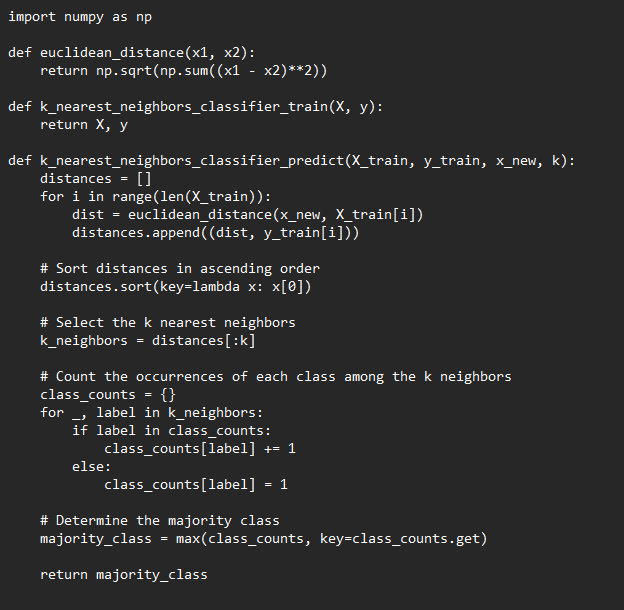 import numpy as np
def euclidean_distance(x1, x2):
    return np.sqrt(np.sum((x1 - x2)**2))
def k_nearest_neighbors_classifier_train(X, y):
    return X, y
def k_nearest_neighbors_classifier_predict(X_train, y_train, x_new, k):
    distances = []
    for i in range(len(X_train)):
        dist = euclidean_distance(x_new, X_train[i])
        distances.append((dist, y_train[i]))
    # Sort distances in ascending order
    distances.sort(key=lambda x: x[0])
    # Select the k nearest neighbors
    k_neighbors = distances[:k]
    # Count the occurrences of each class among the k neighbors
    class_counts = {}
    for _, label in k_neighbors:
        if label in class_counts:
            class_counts[label] += 1
        else:
            class_counts[label] = 1
    # Determine the majority class
    majority_class = max(class_counts, key=class_counts.get)
    return majority_class